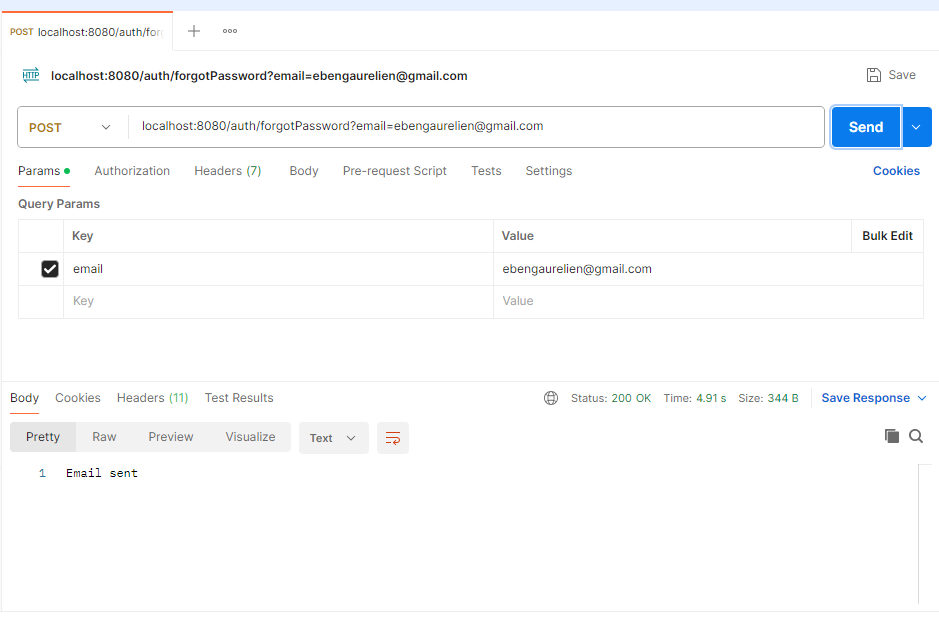 POST localhost:8080/auth/for
HTTP localhost:8080/auth/forgotPassword?email=ebengaurelien@gmail.com Save
POST localhost:8080/auth/forgotPassword?email=ebengaurelien@gmail.com Send
Params Authorization Headers (7) Body Pre-request Script Tests Settings Cookies
Query Params
Key Value Bulk Edit
email ebengaurelien@gmail.com
Key Value
Body Cookies Headers (11) Test Results Status: 200 OK Time: 4.91 s Size: 344 B Save Response
Pretty Raw Preview Visualize Text
1 Email sent